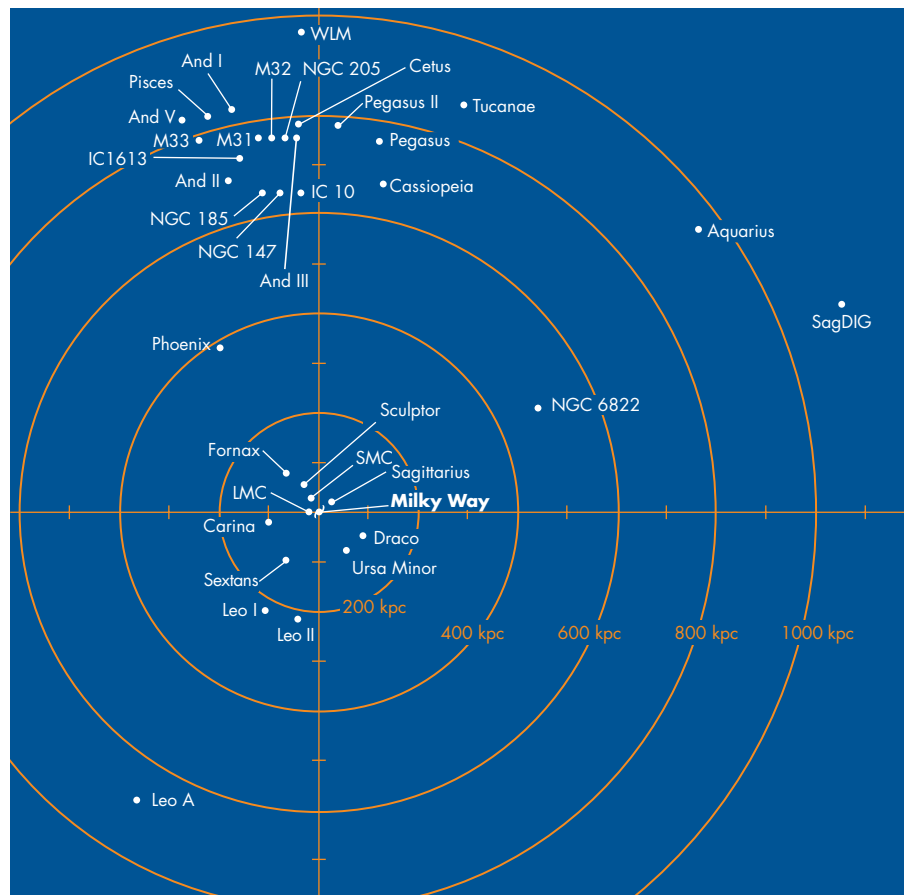 WLM
And I
M32
NGC 205
Cetus
Pisces
Pegasus II
Tucanae
And V
M33
M31
Pegasus
IC1613
And II
IC 10
Cassiopeia
NGC 185
NGC 147
Aquarius
And III
SagDIG
Phoenix
NGC 6822
Sculptor
Fornax
SMC
Sagittarius
LMC
Milky Way
Carina
Draco
Ursa Minor
Sextans
Leo I
200 kpc
Leo II
400 kpc
600 kpc
800 kpc
1000 kpc
Leo A